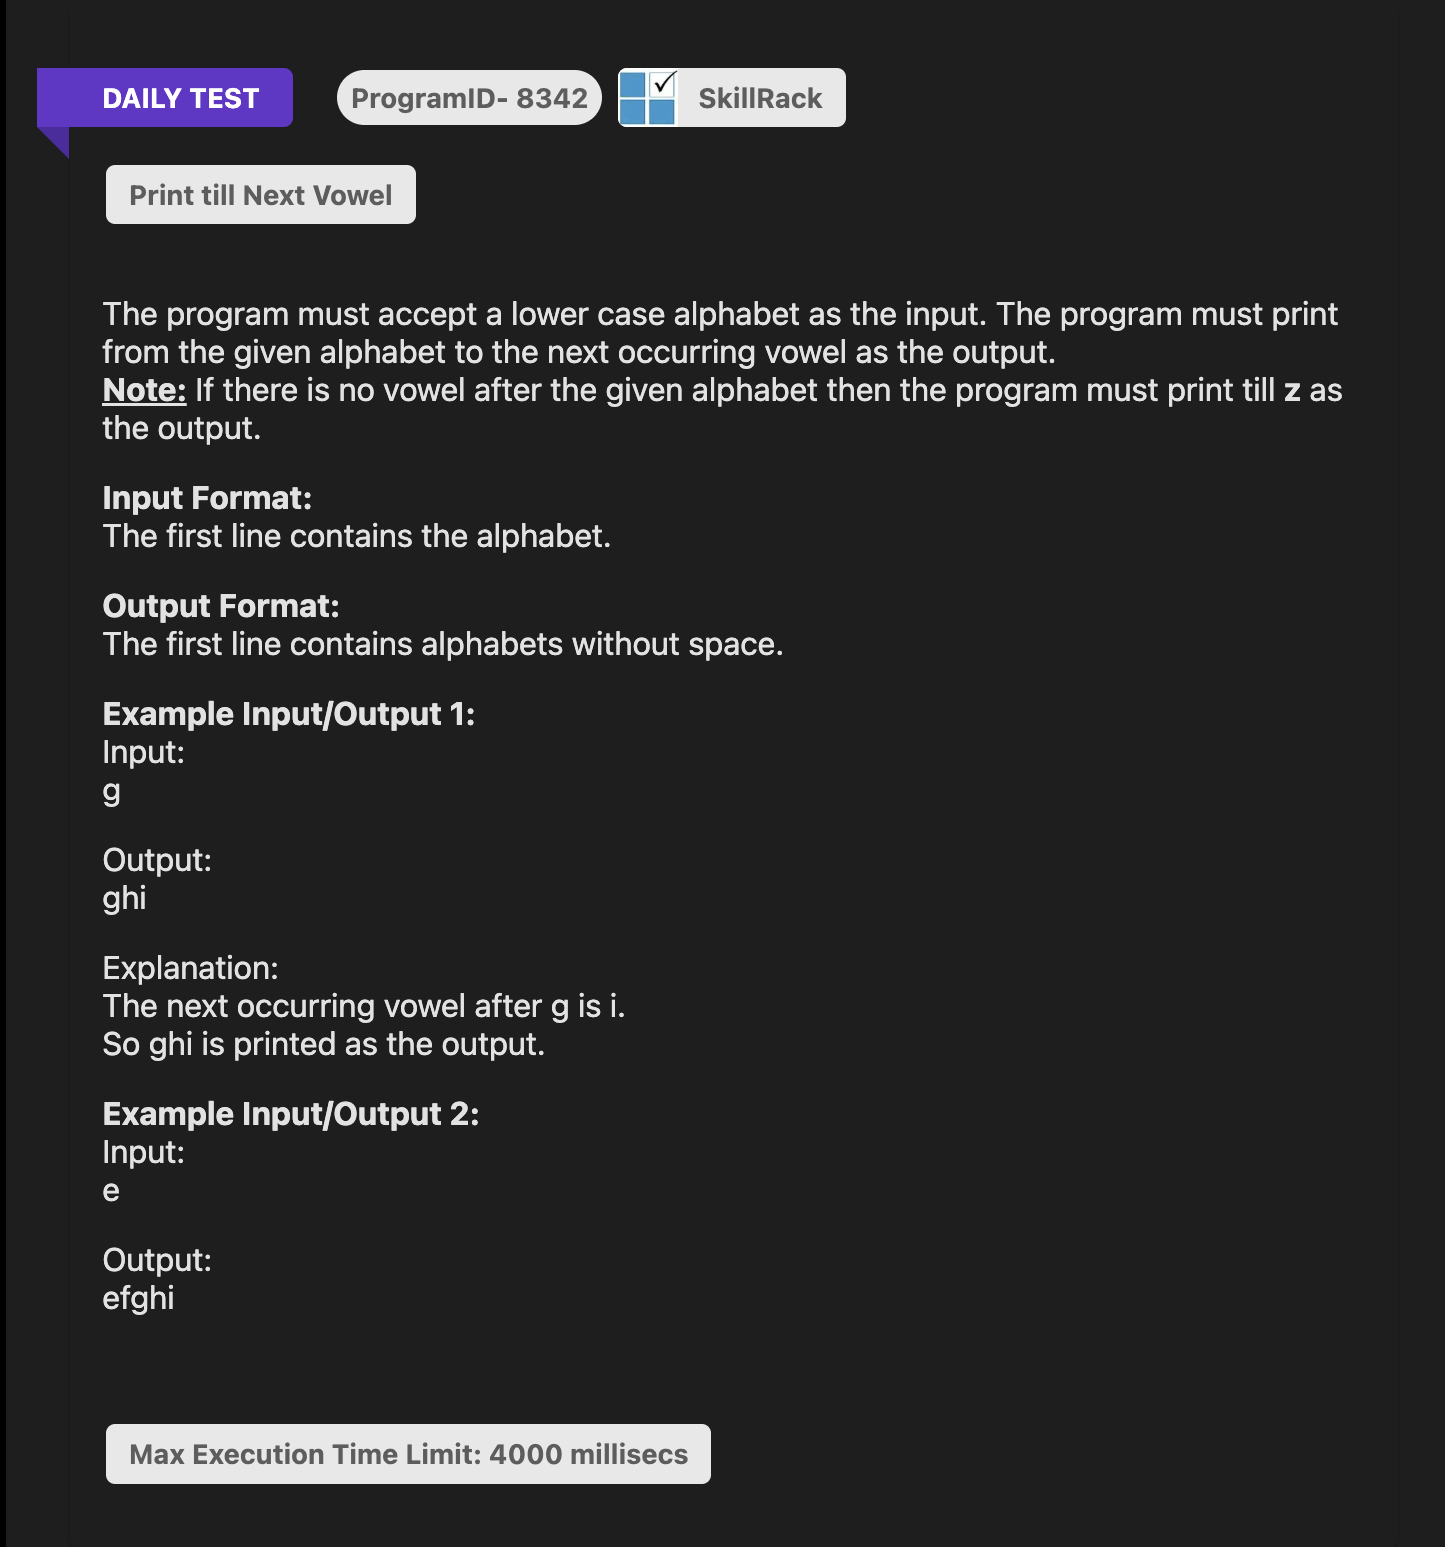 DAILY TEST
ProgramID- 8342
SkillRack
Print till Next Vowel
The program must accept a lower case alphabet as the input. The program must print
from the given alphabet to the next occurring vowel as the output.
Note: If there is no vowel after the given alphabet then the program must print till z as
the output.
Input Format:
The first line contains the alphabet.
Output Format:
The first line contains alphabets without space.
Example Input/Output 1:
Input:
g
Output:
ghi
Explanation:
The next occurring vowel after g is i.
So ghi is printed as the output.
Example Input/Output 2:
Input:
e
Output:
efghi
Max Execution Time Limit: 4000 millisecs